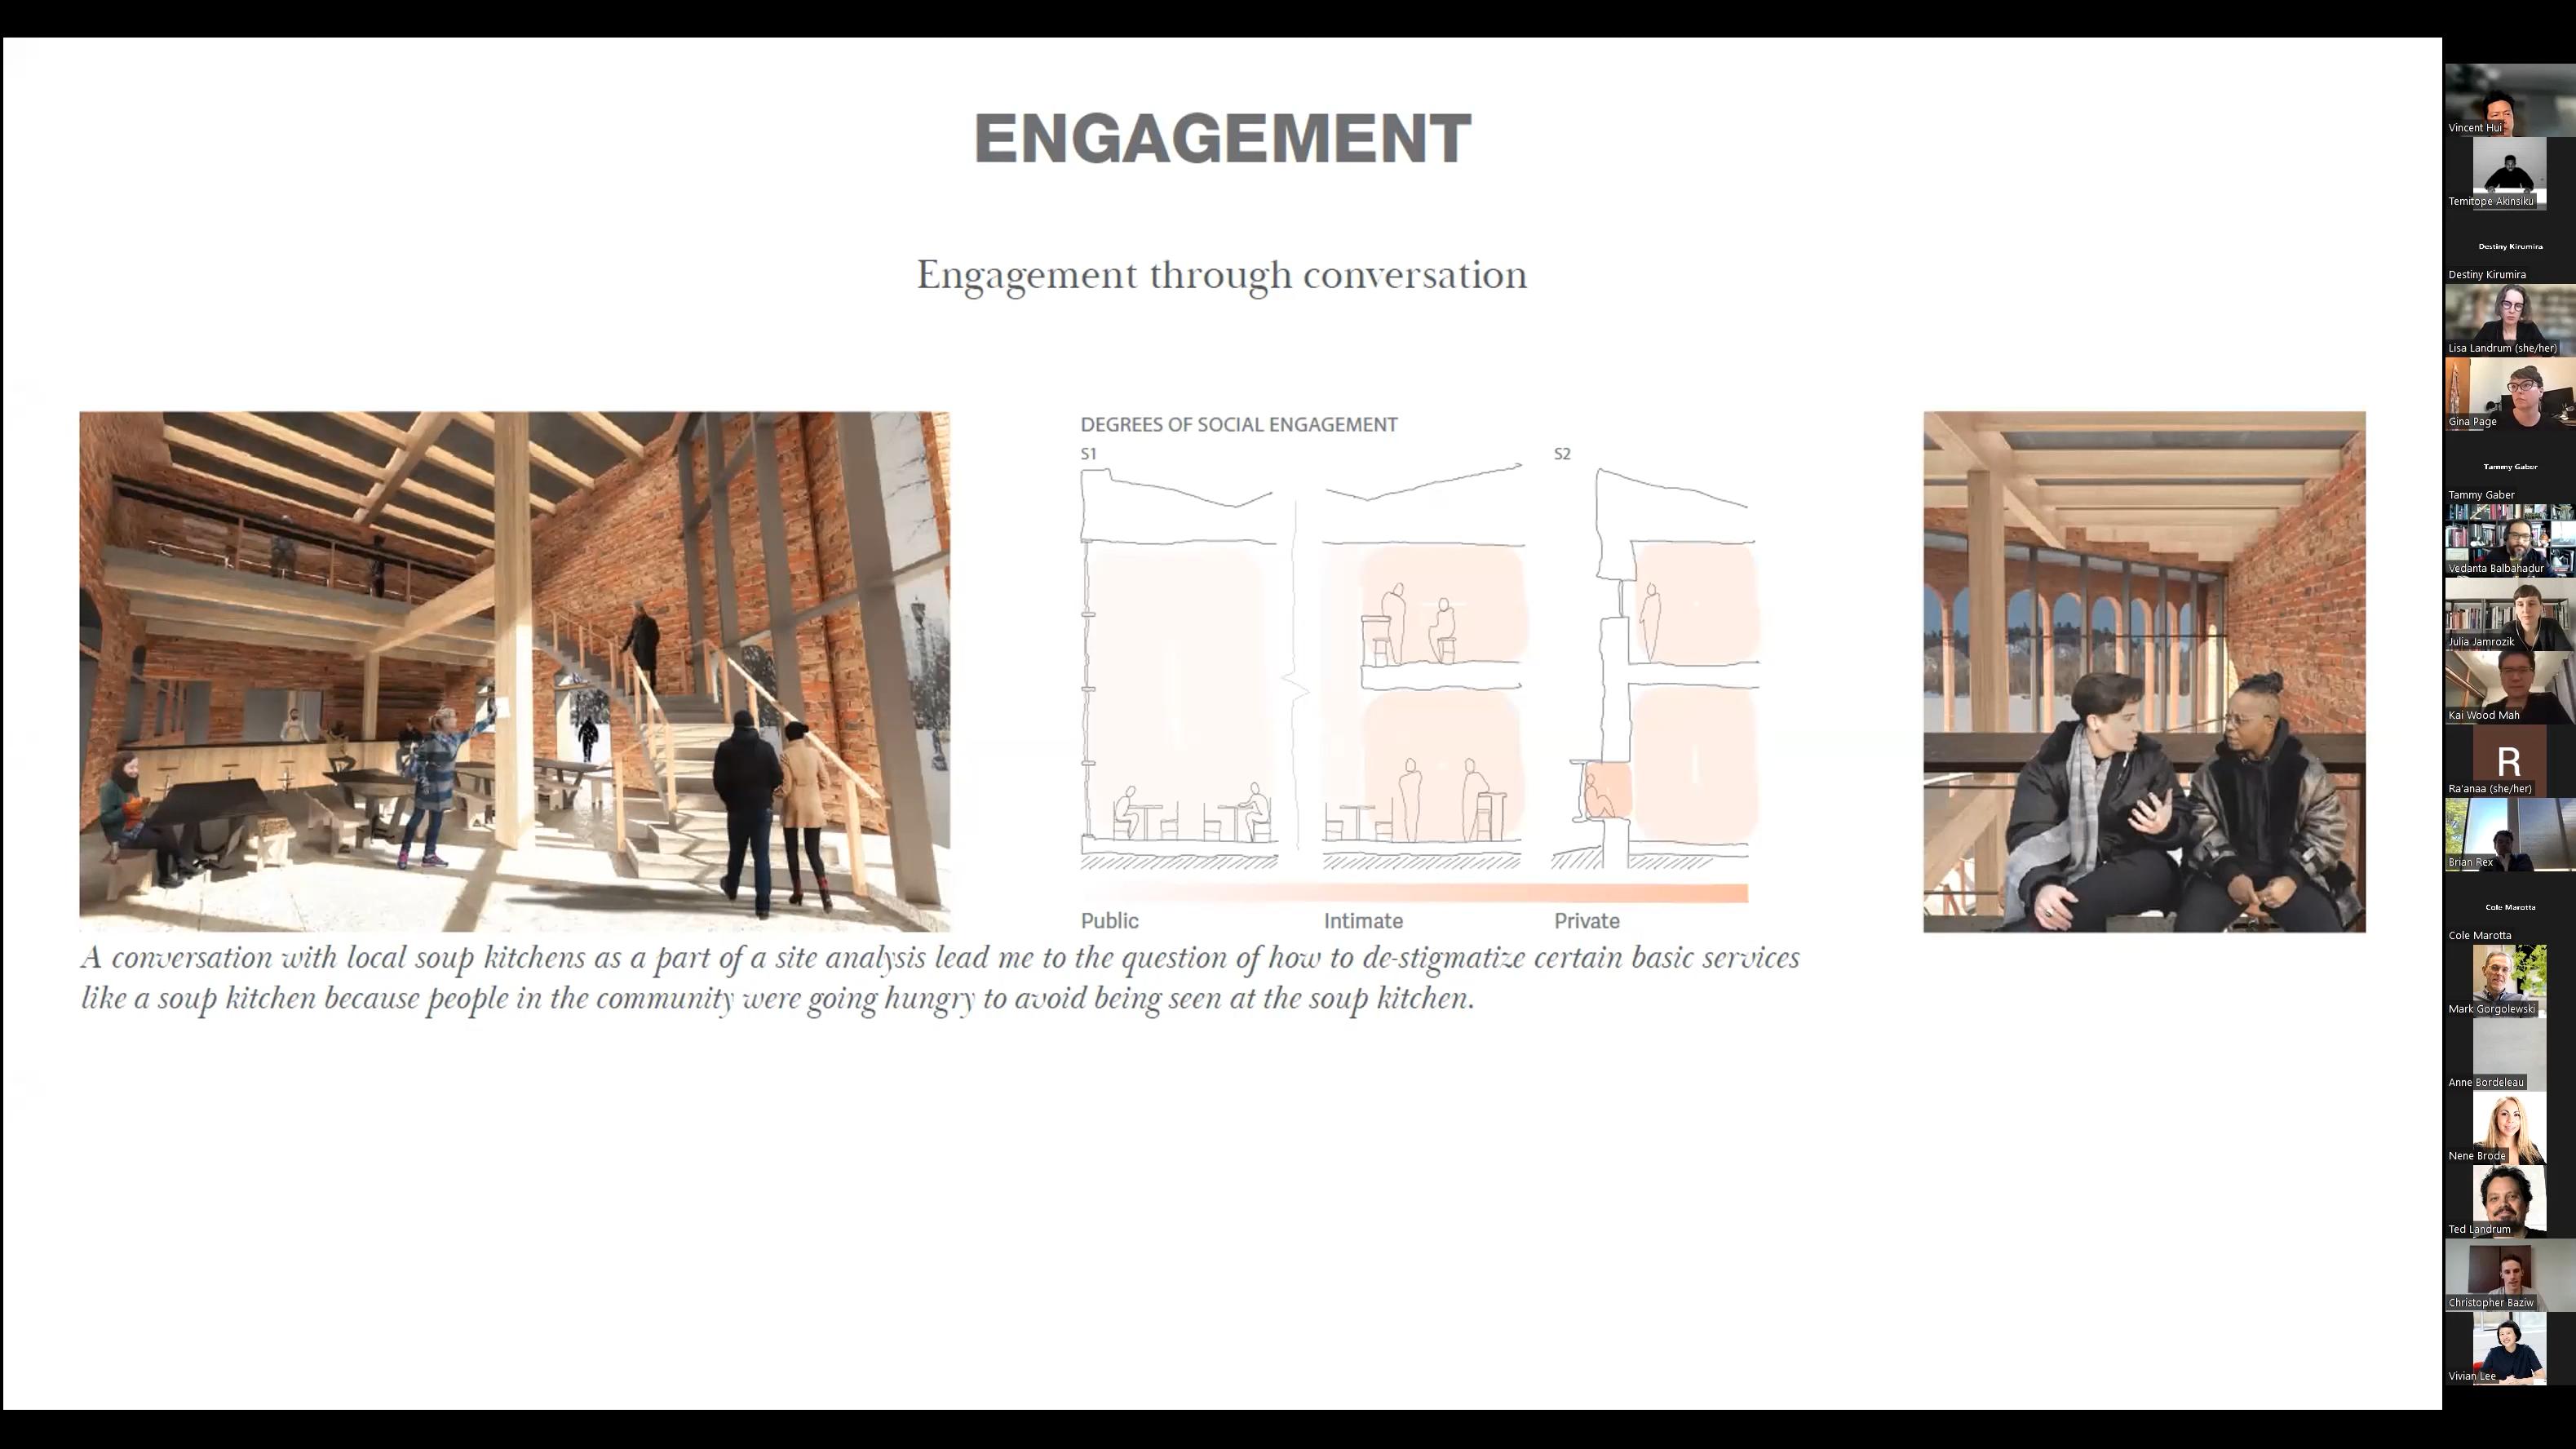 ENGAGEMENT
Engagement through conversation
DEGREES OF SOCIAL ENGAGEMENT
S1
S2
Public
Intimate
Private
A conversation with local soup kitchens as a part of a site analysis lead me to the question of how to de-stigmatize certain basic services
like a soup kitchen because people in the community were going hungry to avoid being seen at the soup kitchen.
Vincent Hui
Temitope Akinsiku
Destiny Kirumira
Destiny Kirumira
Lisa Landrum (she/her)
Gina Page
Tammy Gaber
Tammy Gaber
Vedanta Balbahadur
Julia Jamrozik
Kai Wood Mah
R
Ra'anaa (she/her)
Brian Rex
Cole Marotta
Cole Marotta
Mark Gorgolewski
Anne Bordeleau
Nene Brode
Ted Landrum
Christopher Baziw
Vivian Lee